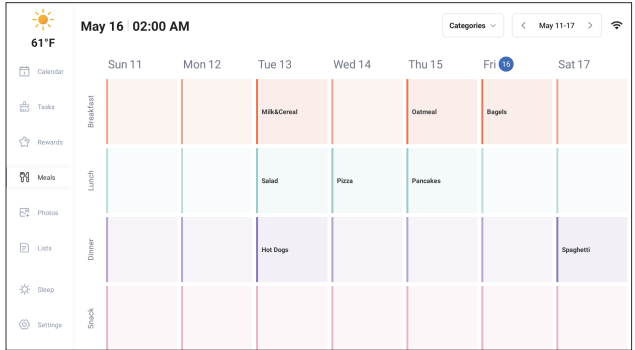 61°F
Calendar
Tasks
Rewards
Meals
Photos
Lists
Sleep
Settings
May 16 02:00 AM
Categories
May 11-17
Sun 11
Mon 12
Tue 13
Wed 14
Thu 15
Fri 16
Sat 17
Breakfast
Milk&Cereal
Oatmeal
Bagels
Lunch
Salad
Pizza
Pancakes
Dinner
Hot Dogs
Spaghetti
Snack